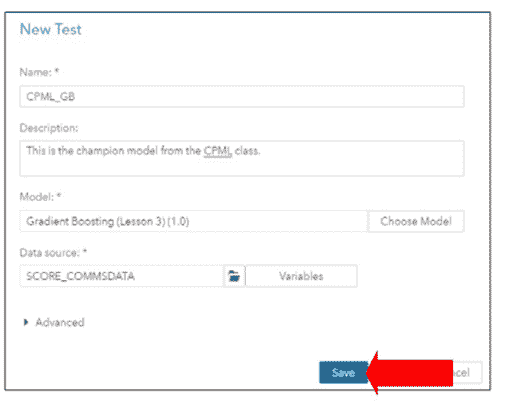 New Test
Name: *
CPML_GB
Description:
This is the champion model from the CPML class.
Model: *
Gradient Boosting (Lesson 3) (1.0)
Choose Model
Data source: *
SCORE_COMMSDATA
Variables
Advanced
Save